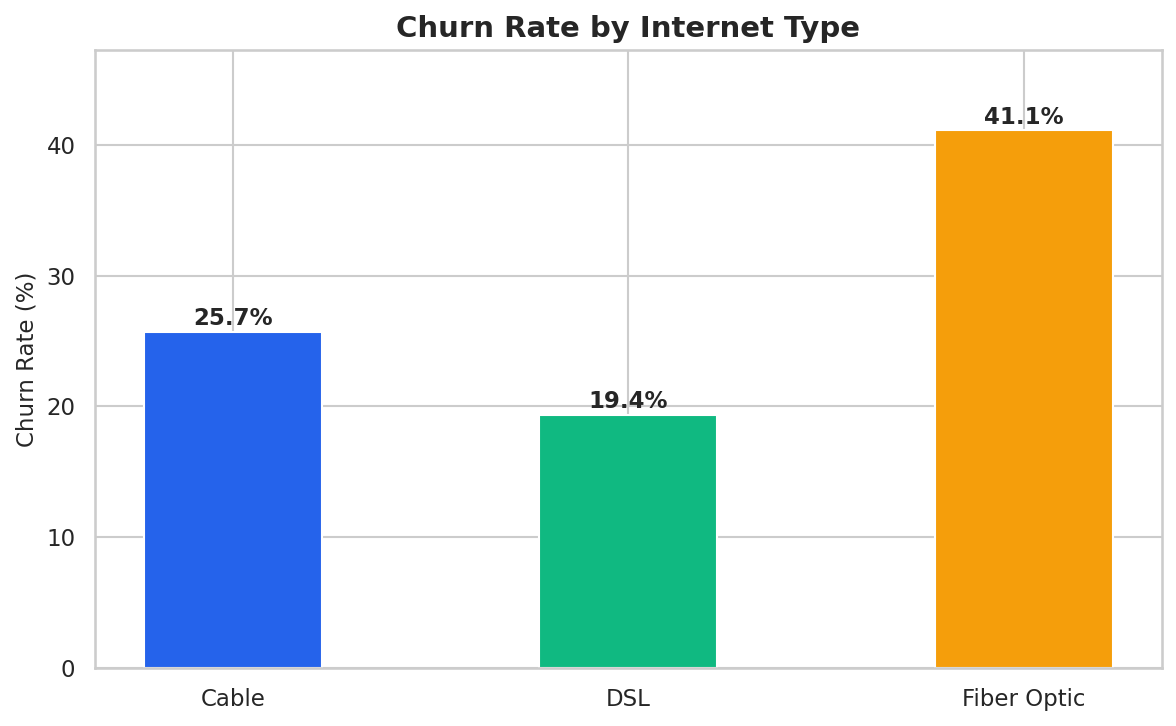 Churn Rate by Internet Type
Churn Rate (%)
40
30
20
10
0
25.7%
19.4%
41.1%
Cable
DSL
Fiber Optic